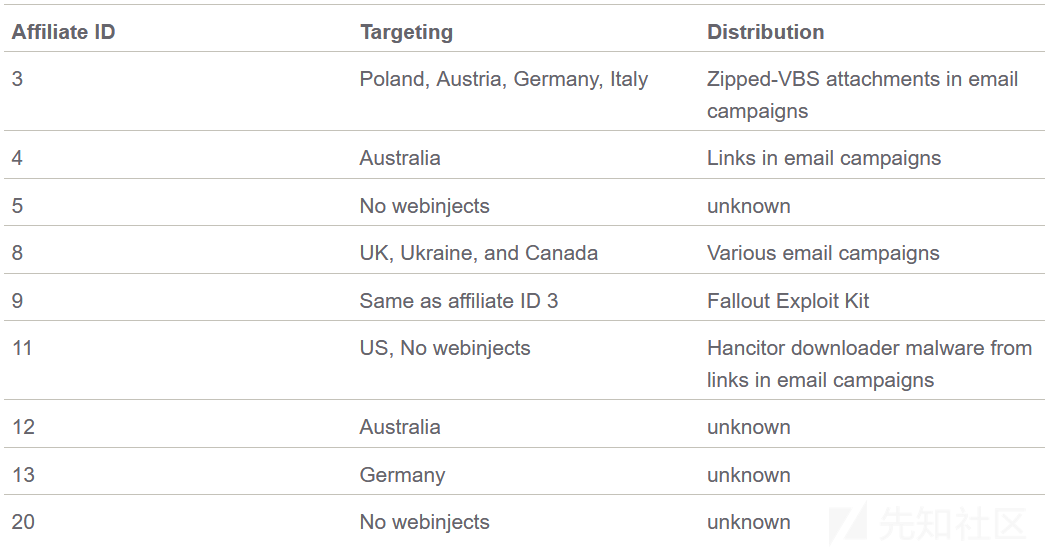 Affiliate ID Targeting Distribution
3 Poland, Austria, Germany, Italy Zipped-VBS attachments in email
campaigns
4 Australia Links in email campaigns
5 No webinjects unknown
8 UK, Ukraine, and Canada Various email campaigns
9 Same as affiliate ID 3 Fallout Exploit Kit
11 US, No webinjects Hancitor downloader malware from
links in email campaigns
12 Australia unknown
13 Germany unknown
20 No webinjects unknown
先知社区